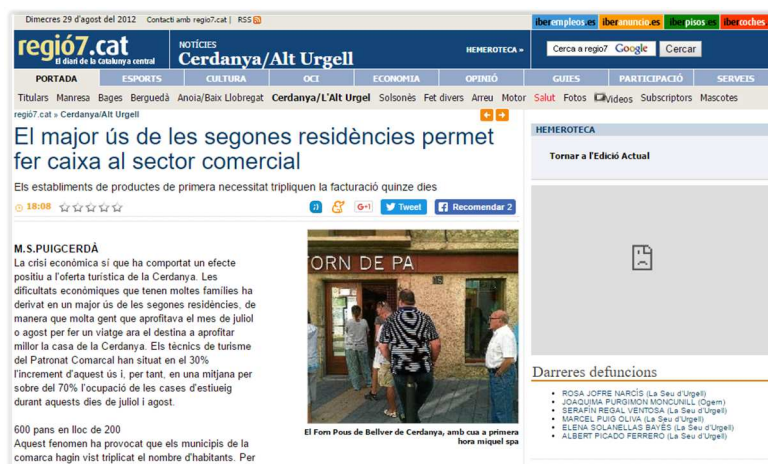 Dimecres 29 d'agost del 2012 Contacti amb regio7.cat | RSS
iberempleos.es iberanuncio.es iberpisos.es ibercoches
regió7.cat
El diari de la Catalunya central
NOTÍCIES
Cerdanya/Alt Urgell
HEMEROTECA »
Cerca a regio7 Google Cercar
PORTADA ESPORTS CULTURA OCI ECONOMIA OPINIÓ GUIES PARTICIPACIÓ SERVEIS
Titulars Manresa Bages Berguedà Anoia/Baix Llobregat Cerdanya/L'Alt Urgel Solsonès Fet divers Arreu Motor Salut Fotos Videos Subscriptors Mascotes
regió7.cat » Cerdanya/Alt Urgell
El major ús de les segones residències permet
fer caixa al sector comercial
Els establiments de productes de primera necessitat tripliquen la facturació quinze dies
18:08 G+1 Tweet Recomendar 2
M.S.PUIGCERDÀ
La crisi econòmica sí que ha comportat un efecte
positiu a l'oferta turística de la Cerdanya. Les
dificultats econòmiques que tenen moltes famílies ha
derivat en un major ús de les segones residències, de
manera que molta gent que aprofitava el mes de juliol
o agost per fer un viatge ara el destina a aprofitar
millor la casa de la Cerdanya. Els tècnics de turisme
del Patronat Comarcal han situat en el 30%
l'increment d'aquest ús i, per tant, en una mitjana per
sobre del 70% l'ocupació de les cases d'estiueig
durant aquests dies de juliol i agost.
600 pans en lloc de 200
Aquest fenomen ha provocat que els municipis de la
comarca hagin vist triplicat el nombre d'habitants. Per
ORN DE PA
El Forn Pous de Bellver de Cerdanya, amb cua a primera
hora miquel spa
HEMEROTECA
Tornar a l'Edició Actual
Darreres defuncions
ROSA JOFRE NARCÍS (La Seu d'Urgell)
JOAQUIMA PURGIMON MONCUNILL (Ogern)
SERAFÍN REGAL VENTOSA (La Seu d'Urgell)
MARCEL PUIG OLIVA (La Seu d'Urgell)
ELENA SOLANELLAS BAYÉS (La Seu d'Urgell)
ALBERT PICADO FERRERO (La Seu d'Urgell)